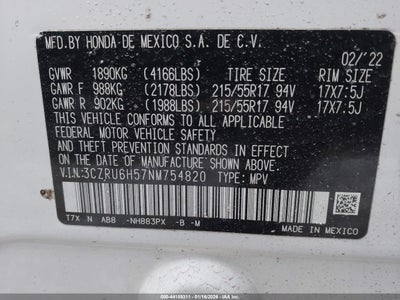 MFD.BY HONDA DE MEXICO S.A. DE C.V.
02/'22
GVWR 1890KG (4166LBS) TIRE SIZE RIM SIZE
GAWR F 988KG (2178LBS) 215/55R17 94V 17X7.5J
GAWR R 902KG (1988LBS) 215/55R17 94V 17X7.5J
THIS VEHICLE CONFORMS TO ALL APPLICABLE
FEDERAL MOTOR VEHICLE SAFETY AND THEFT
PREVENTION STANDARDS IN EFFECT ON THE
DATE OF MANUFACTURE SHOWN ABOVE.
V.I.N:3CZRU6H57NM754820 TYPE: MPV
T7X N AB8 -NH883PX -B -M
MADE IN MEXICO